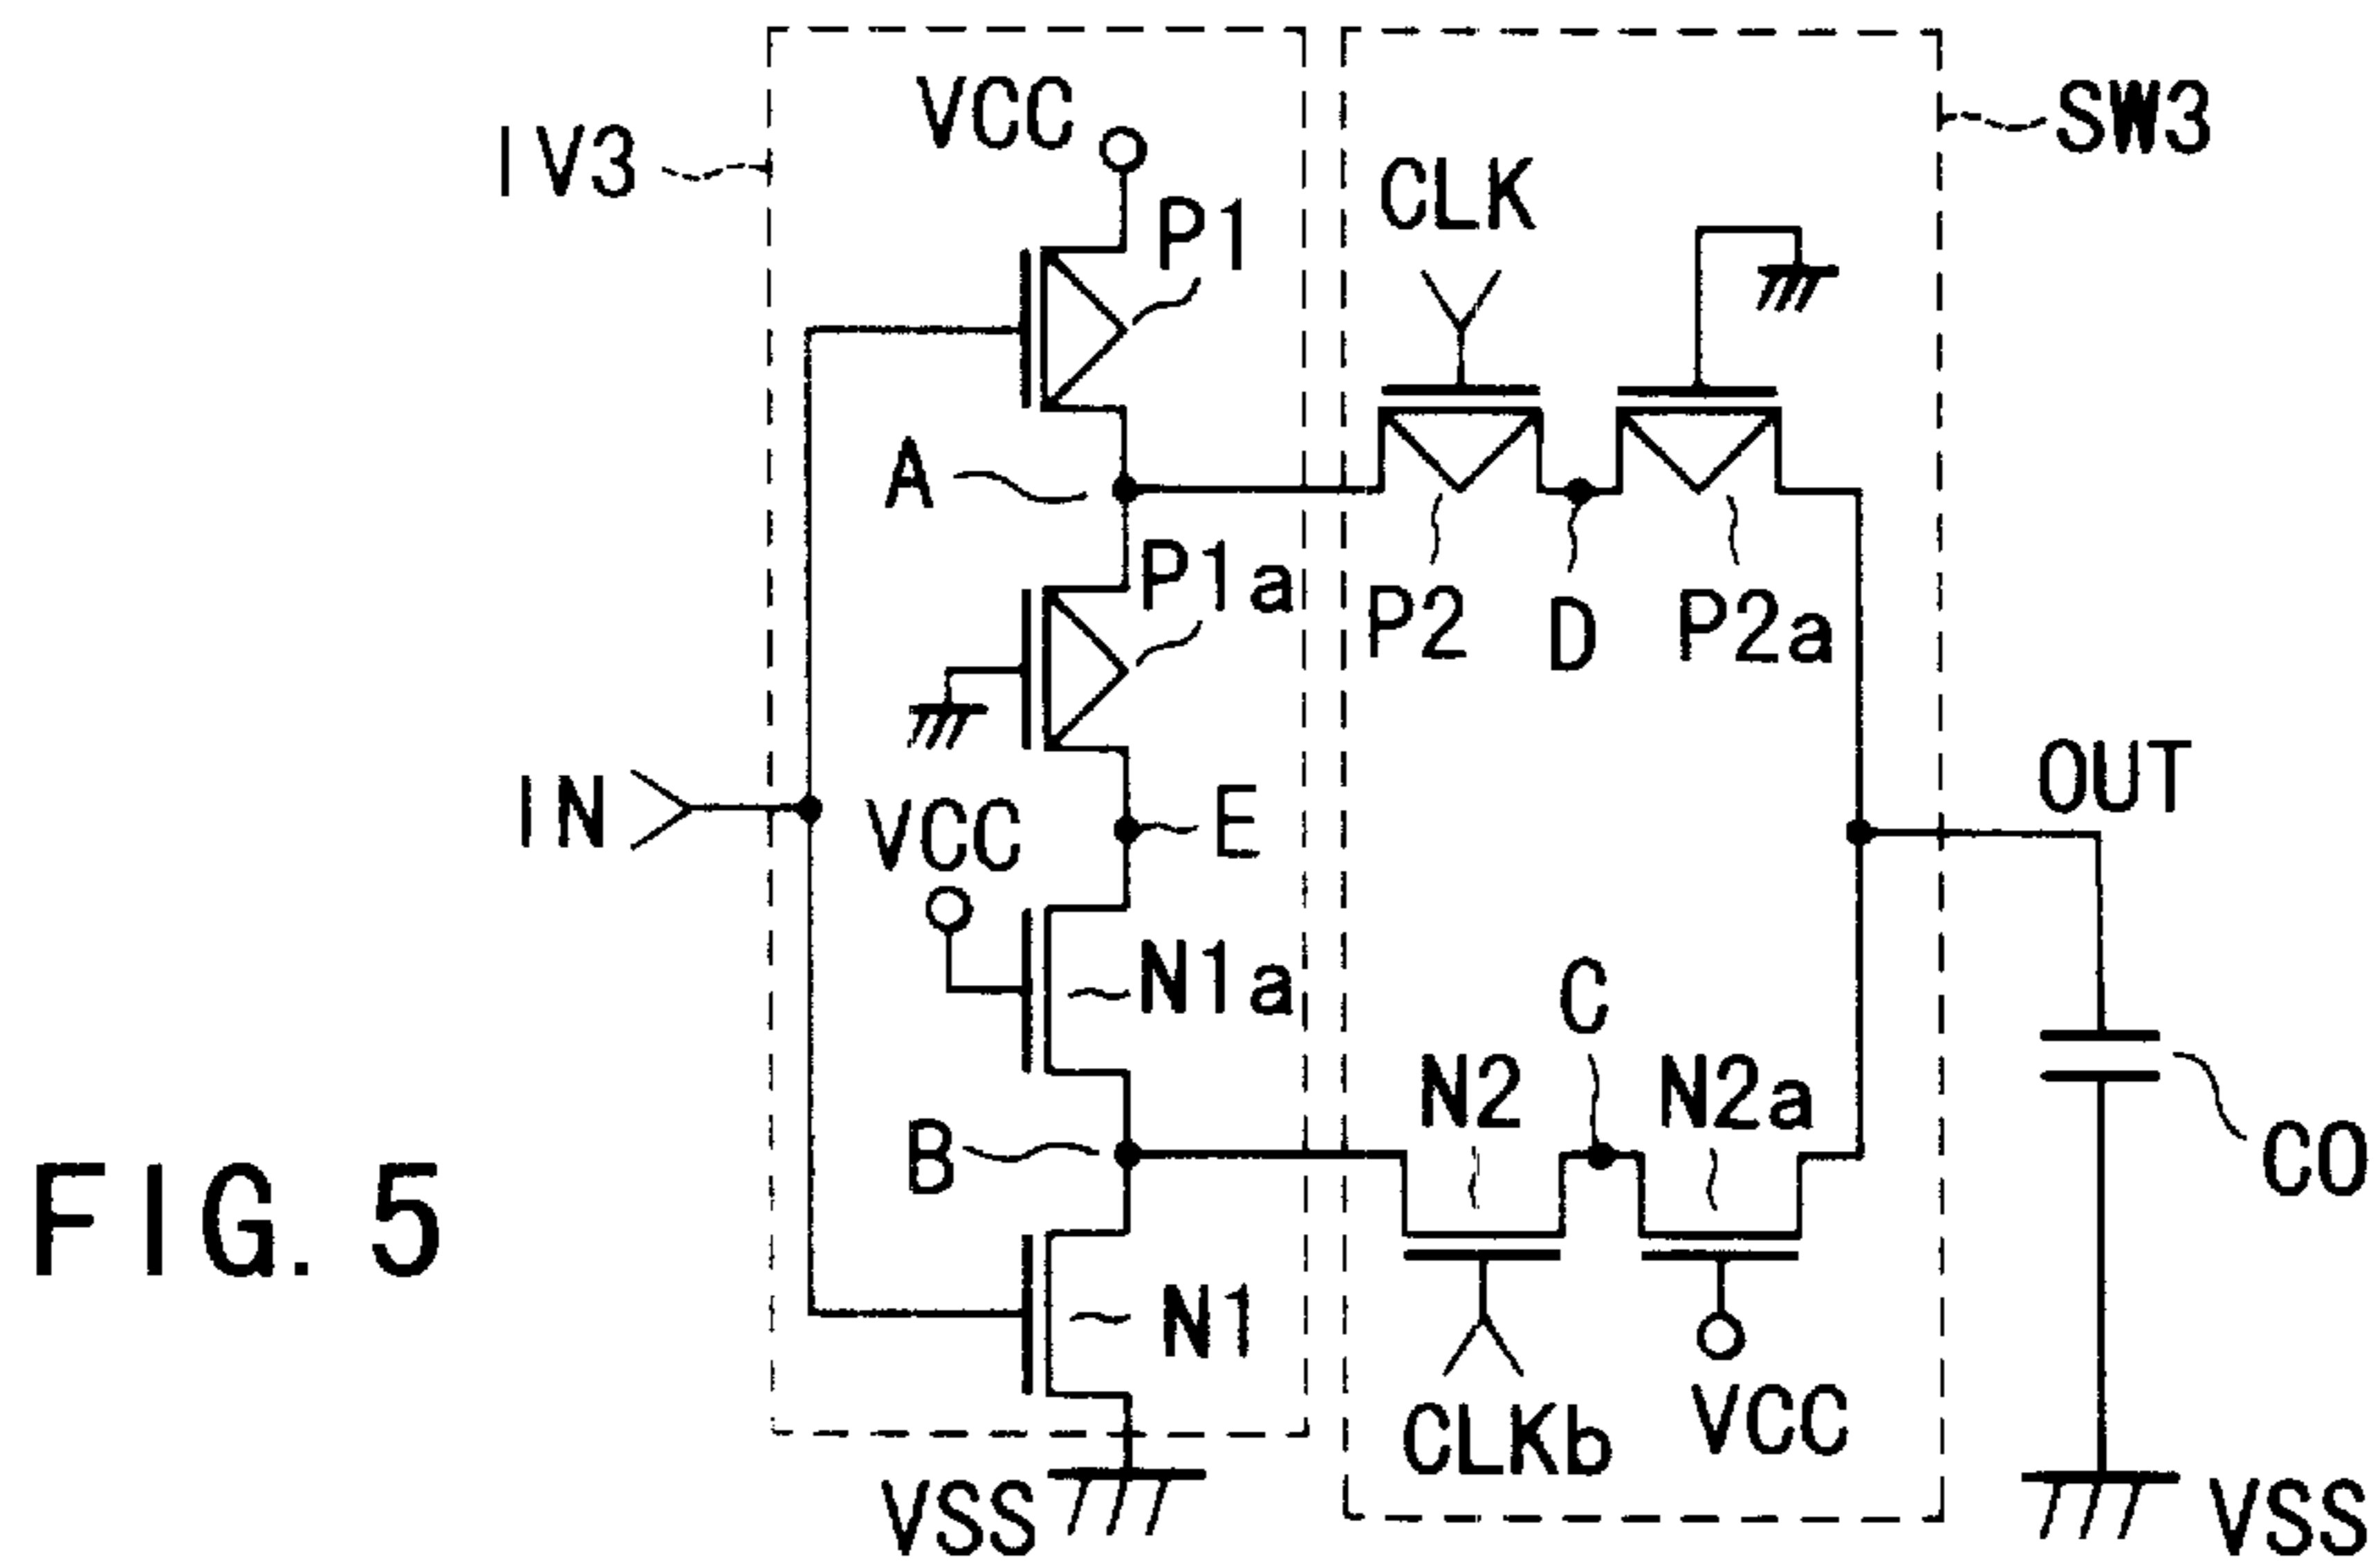 VCC
SW3
IV3
CLK
P1
A
P1a
P2
D
P2a
OUT
IN
VCC
E
N1a
C
N2
N2a
B
CO
FIG. 5
N1
VCC
CLKb
VSS
VSS